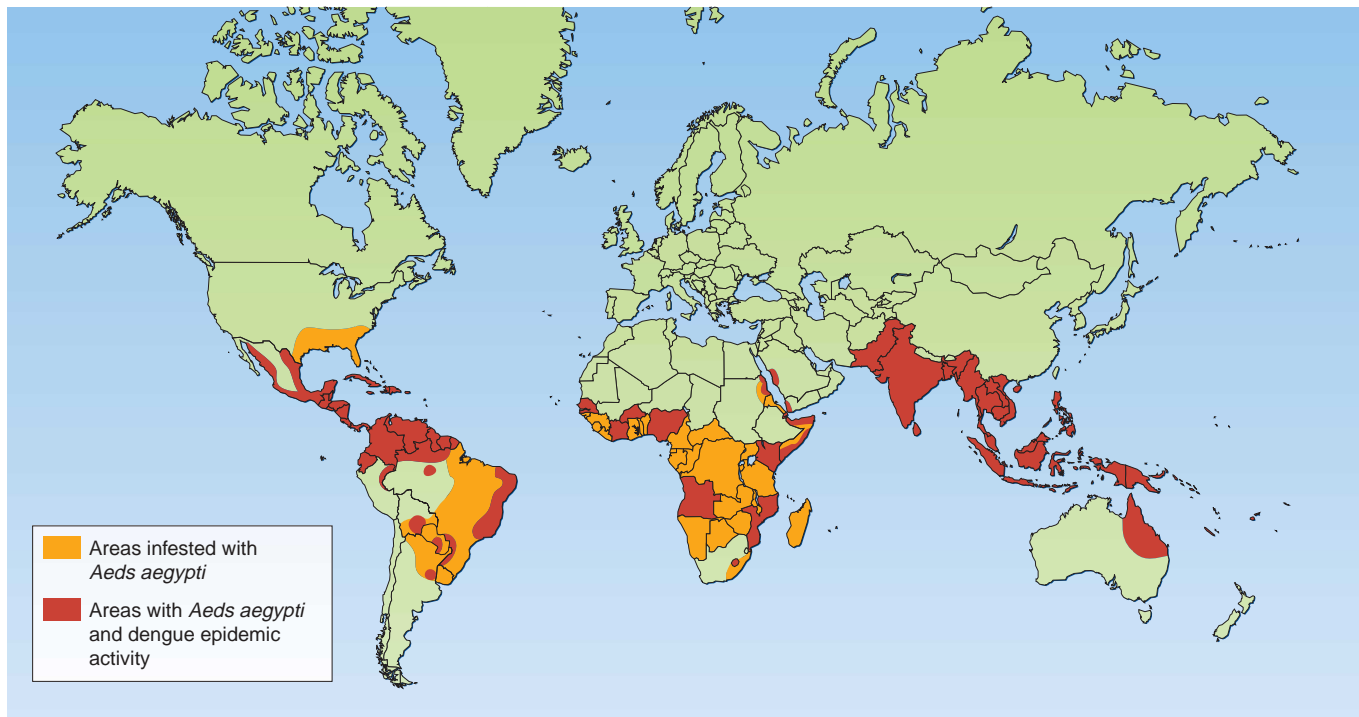 Areas infested with
Aeds aegypti
Areas with Aeds aegypti
and dengue epidemic
activity